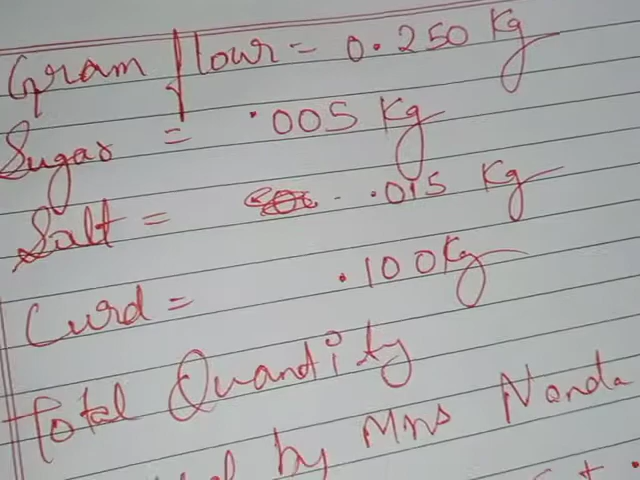 Gram flour = 0.250 Kg
Sugar = .005 Kg
Salt = .015 Kg
Curd = .100 Kg
Total Quantity
by Mrs Nanda